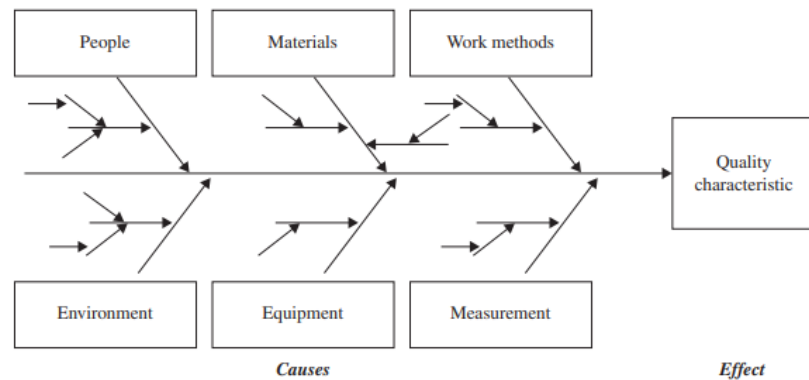 People
Materials
Work methods
Quality
characteristic
Environment
Equipment
Measurement
Causes
Effect